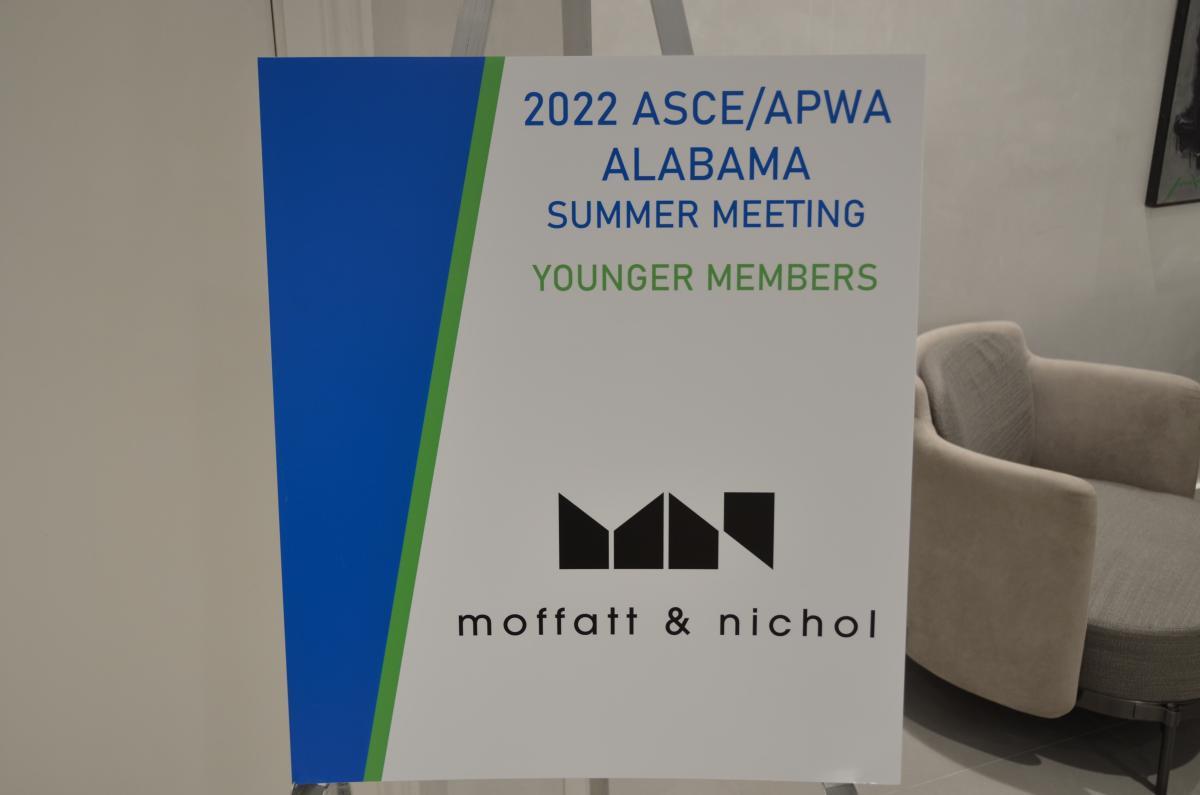 2022 ASCE/APWA
ALABAMA
SUMMER MEETING
YOUNGER MEMBERS
moffatt & nichol